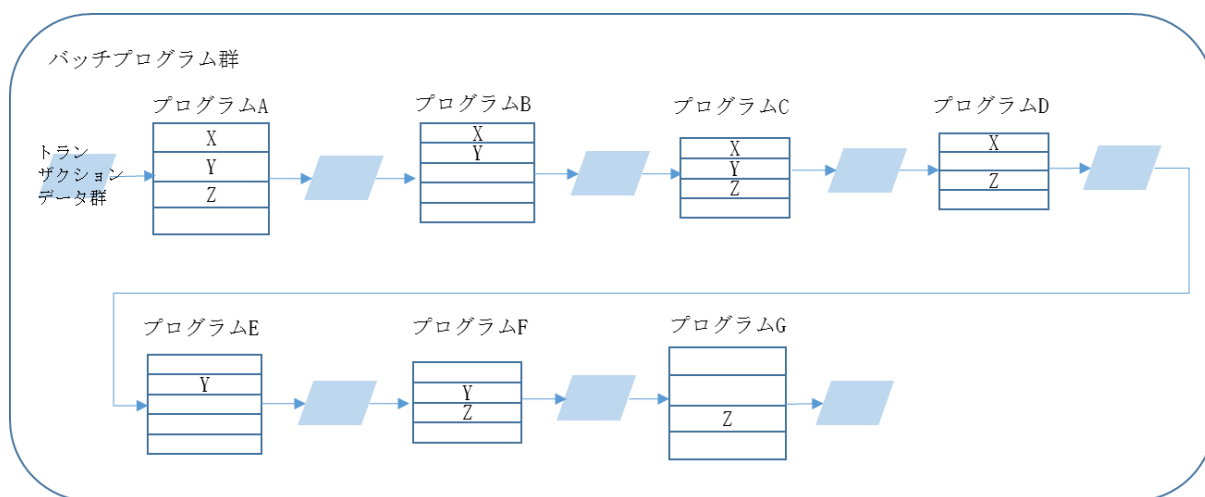 バッチプログラム群
プログラムA
プログラムB
プログラムC
プログラムD
トラン
ザクション
データ群
X
Y
Z
X
Y
X
Y
Z
X
Z
プログラムE
プログラムF
プログラムG
Y
Y
Z
Z